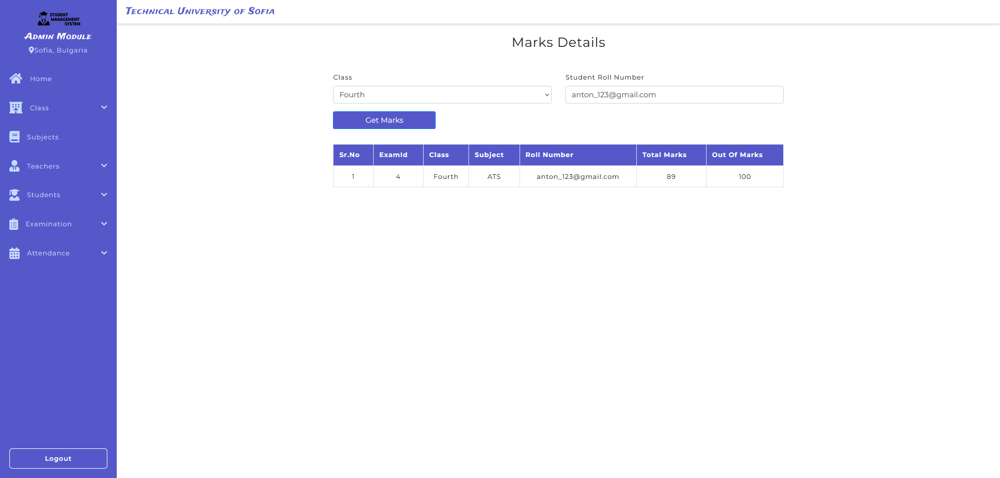 STUDENT
MANAGEMENT
SYSTEM
Admin Module
Sofia, Bulgaria
Home
Class
Subjects
Teachers
Students
Examination
Attendance
Logout
Technical University of Sofia
Marks Details
Class
Student Roll Number
Fourth
anton_123@gmail.com
Get Marks
Sr.No ExamId Class Subject Roll Number Total Marks Out Of Marks
1 4 Fourth ATS anton_123@gmail.com 89 100